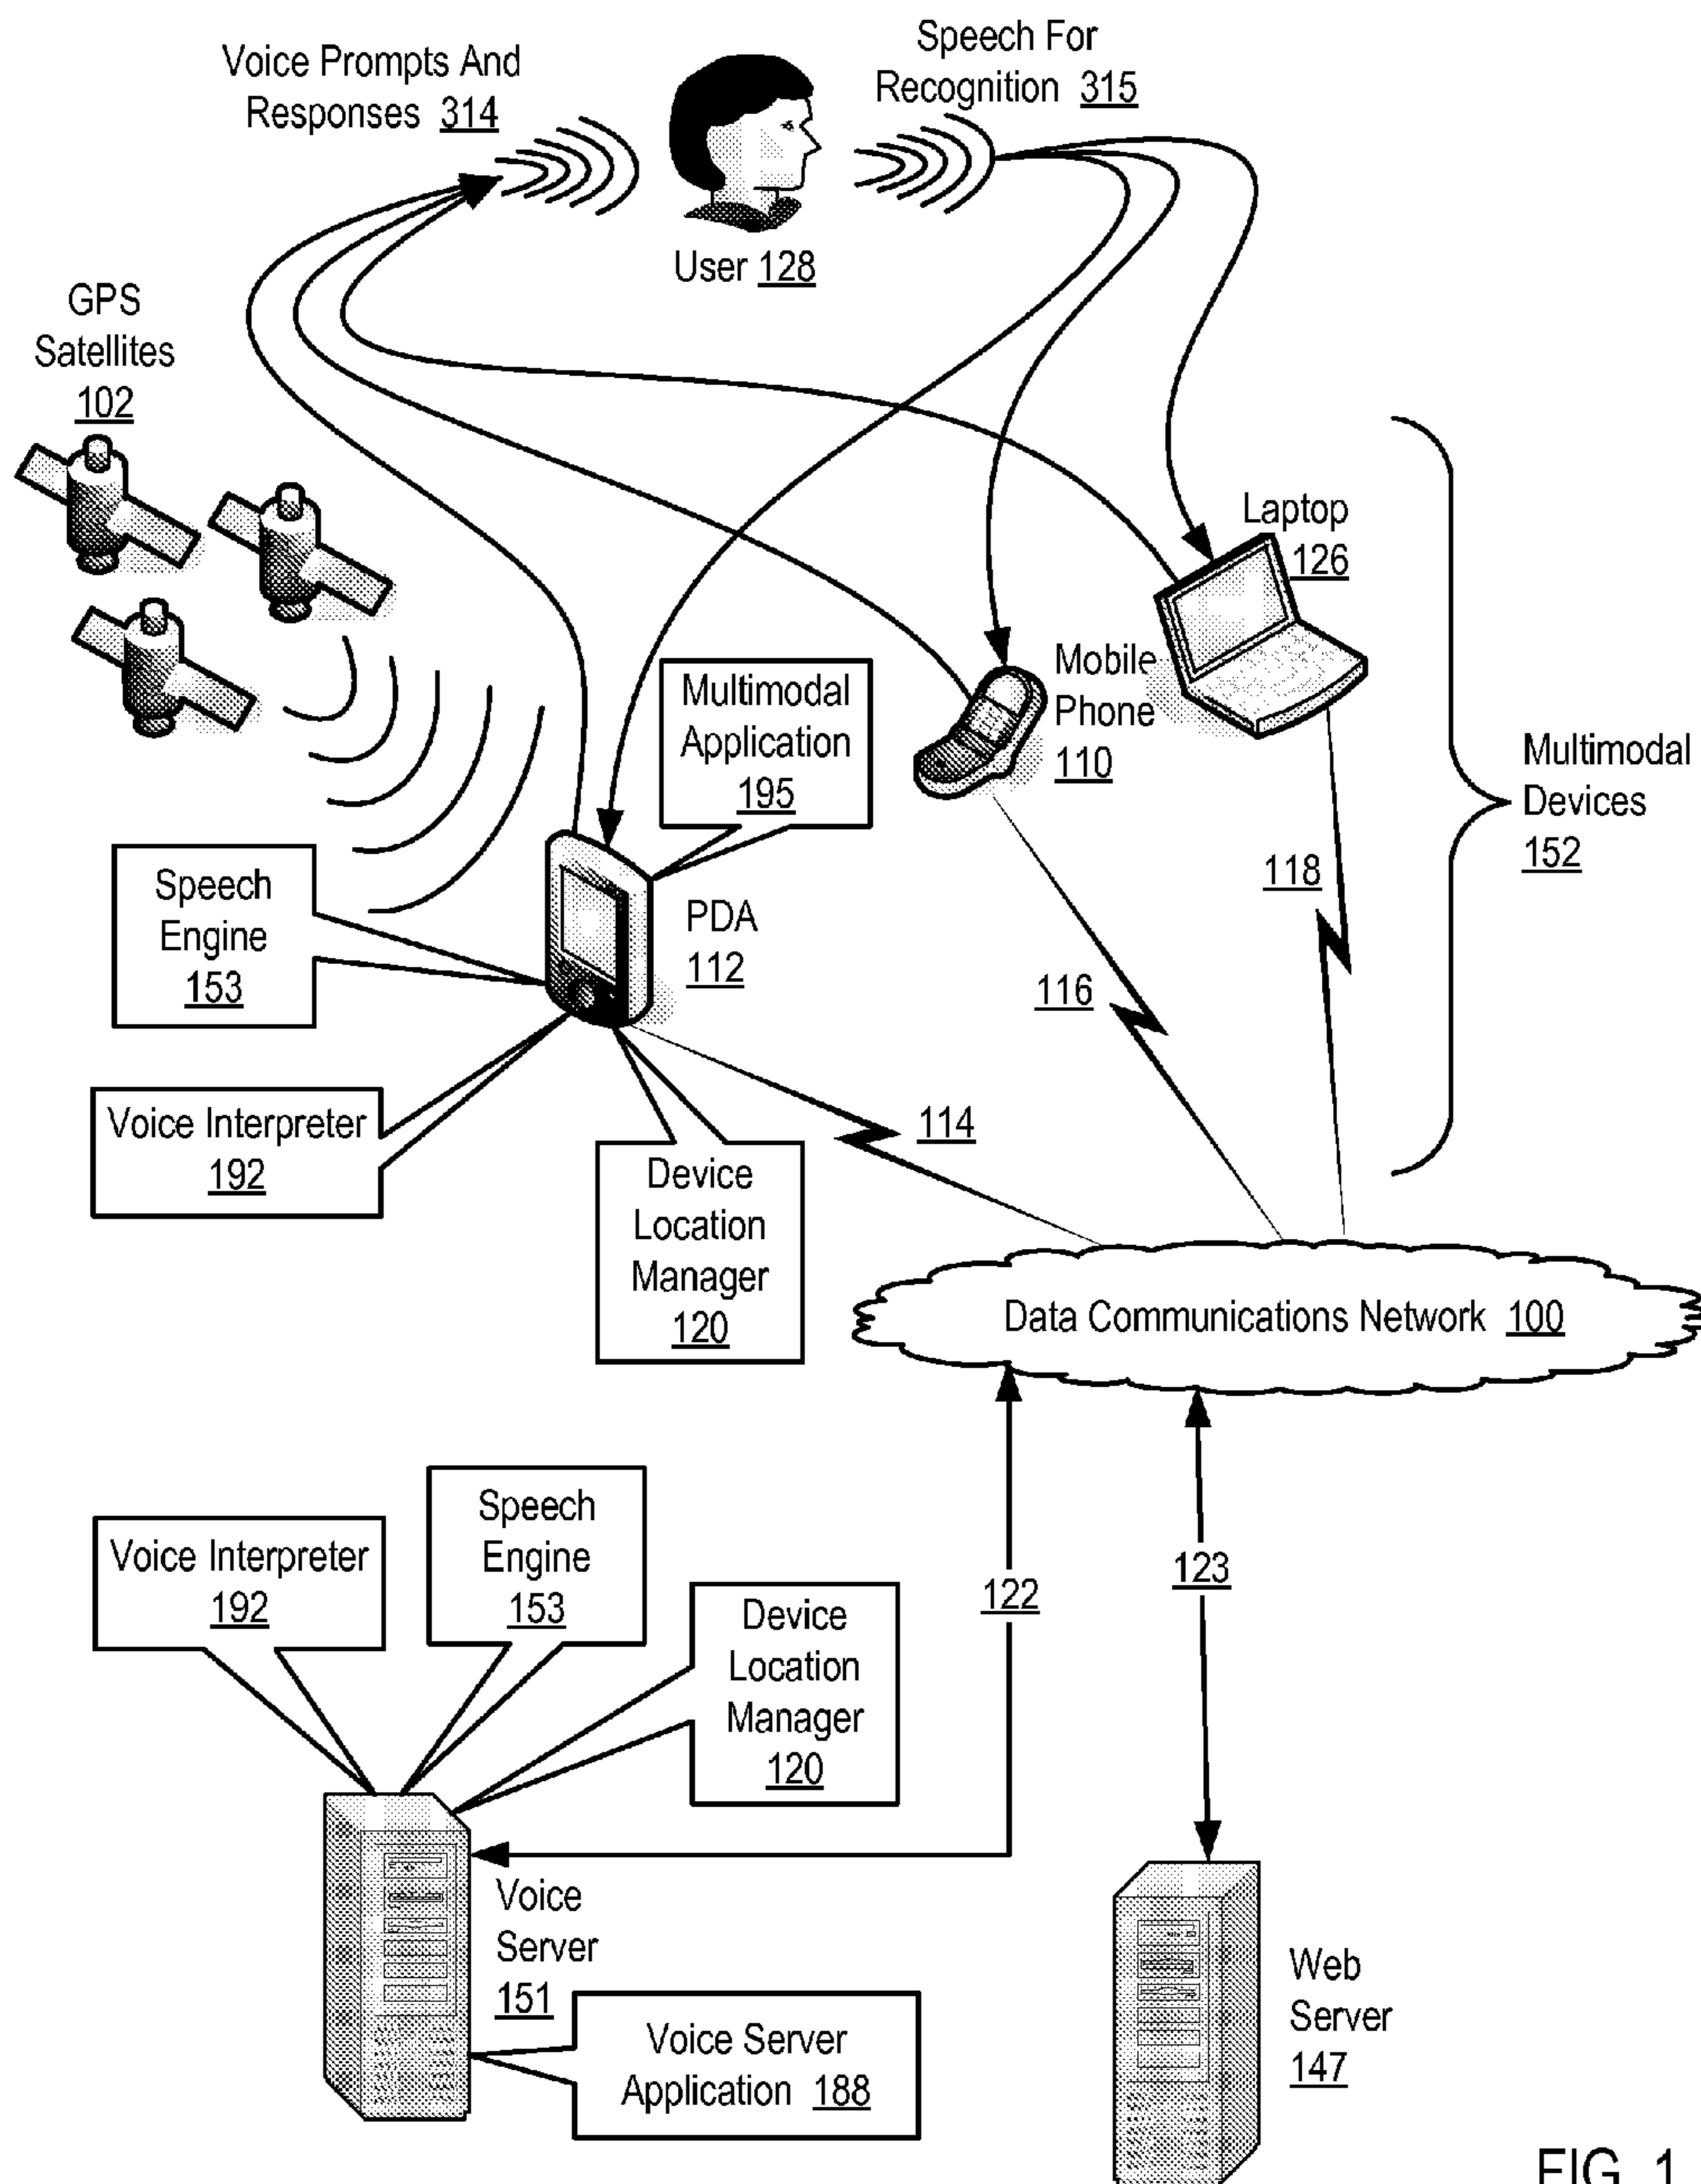 Voice Prompts And
Responses 314
Speech For
Recognition 315
User 128
GPS
Satellites
102
Laptop
126
Mobile
Phone
110
Multimodal
Application
195
Multimodal
Devices
152
Speech
Engine
153
PDA
112
118
116
Voice Interpreter
192
114
Device
Location
Manager
120
Data Communications Network 100
Voice Interpreter
192
Speech
Engine
153
Device
Location
Manager
120
122
123
Voice
Server
151
Voice Server
Application 188
Web
Server
147
FIG. 1